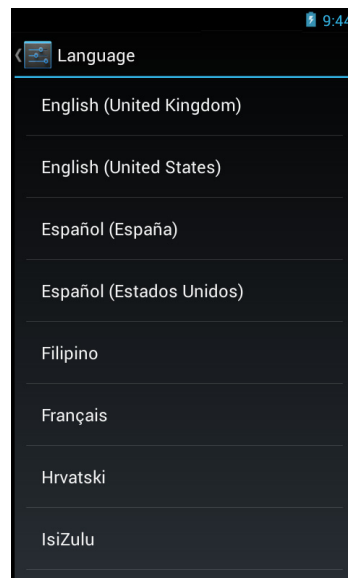 9:44
Language
English (United Kingdom)
English (United States)
Español (España)
Español (Estados Unidos)
Filipino
Français
Hrvatski
IsiZulu